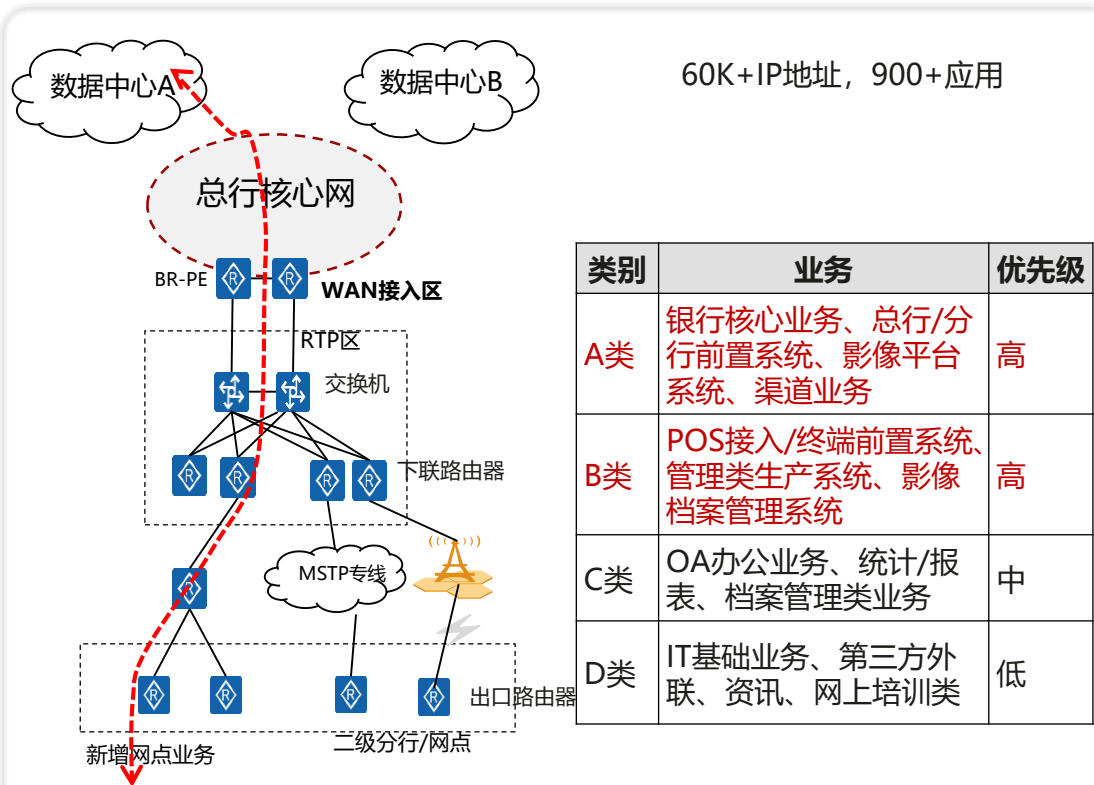 数据中心A
数据中心B
60K+IP地址，900+应用
总行核心网
BR-PE
WAN接入区
RTP区
交换机
R
R
R
R
R
R
下联路由器
MSTP专线
R
R
R
R
R
出口路由器
新增网点业务
二级分行/网点
类别
业务
优先级
A类
银行核心业务、总行/分
行前置系统、影像平台
系统、渠道业务
高
B类
POS接入/终端前置系统、
管理类生产系统、影像
档案管理系统
高
C类
OA办公业务、统计/报
表、档案管理类业务
中
D类
IT基础业务、第三方外
联、资讯、网上培训类
低